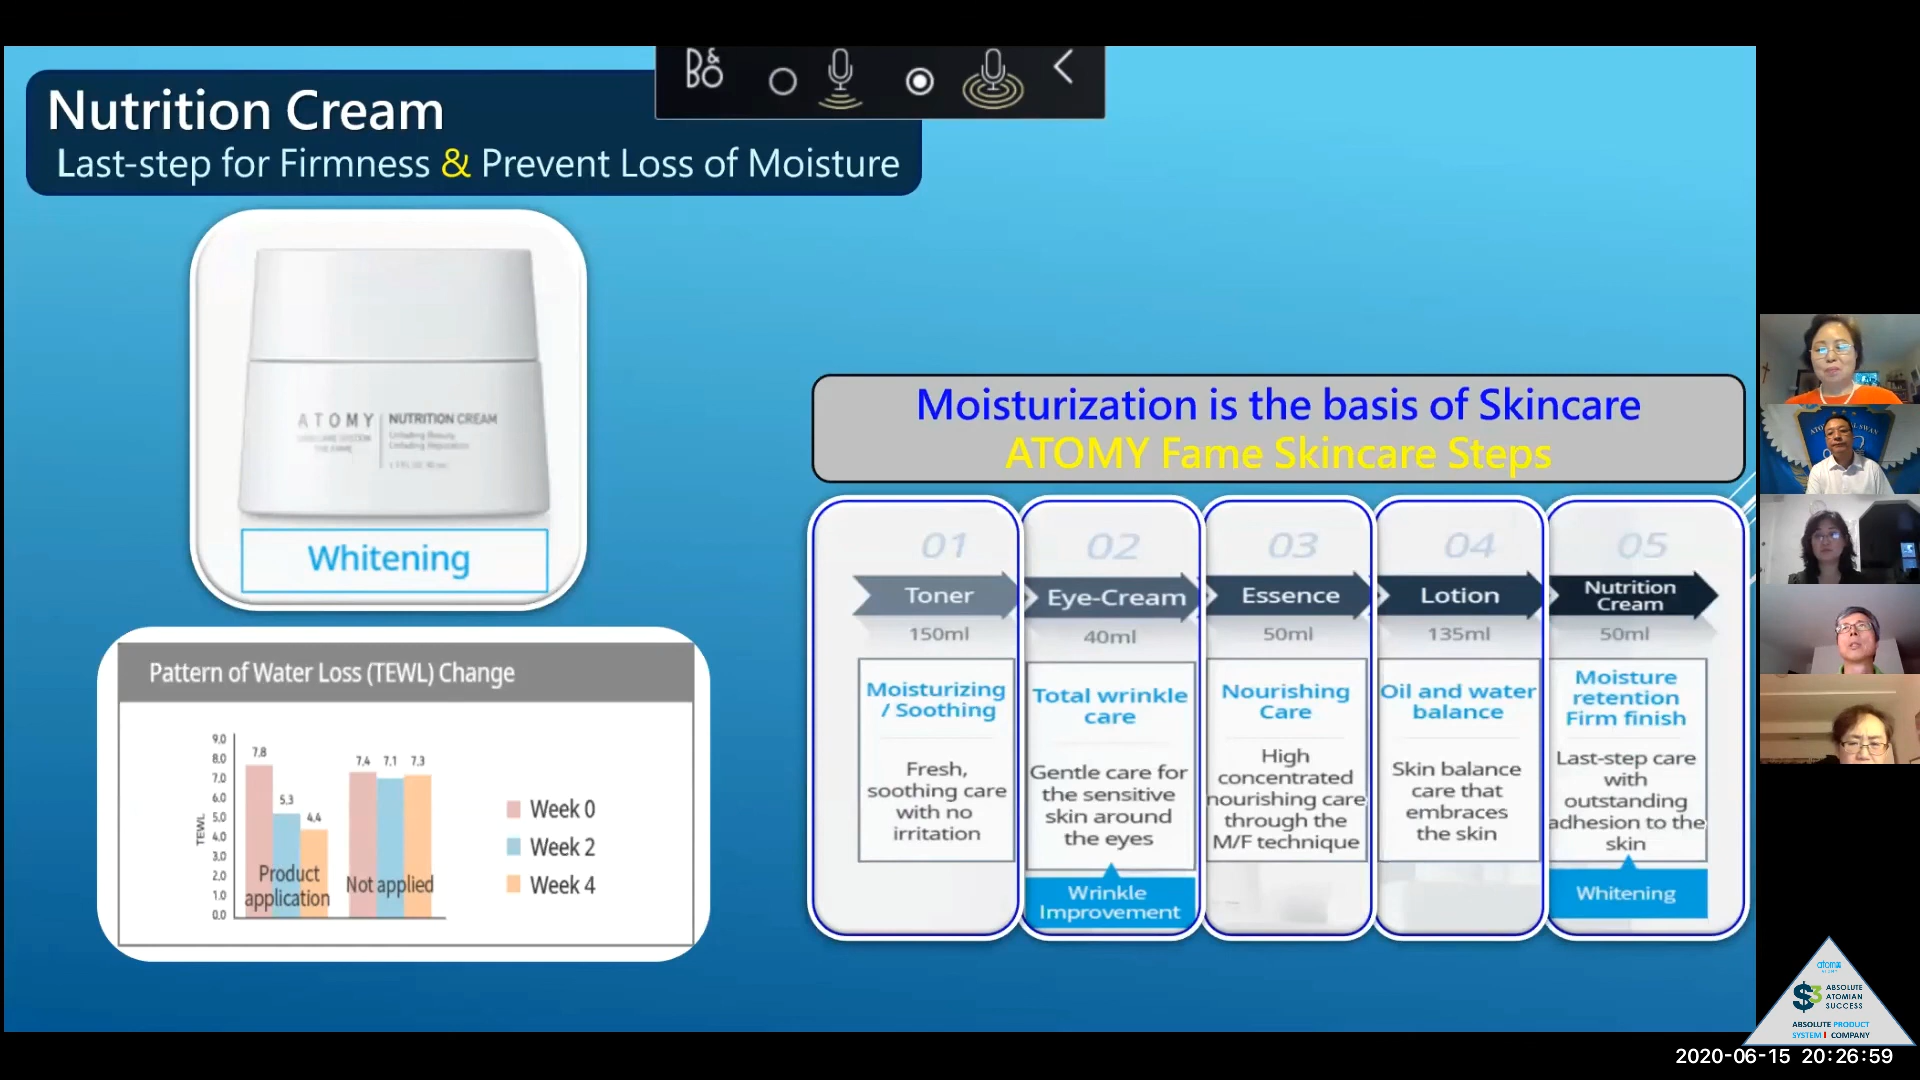 B&O
Nutrition Cream
Last-step for Firmness & Prevent Loss of Moisture
ATOMY
NUTRITION CREAM
Whitening
Pattern of Water Loss (TEWL) Change
TEWL
9.0
8.0
7.0
6.0
5.0
4.0
3.0
2.0
1.0
0.0
7.8
5.3
4.4
7.4
7.1
7.3
Product
application
Not applied
Week 0
Week 2
Week 4
Moisturization is the basis of Skincare
ATOMY Fame Skincare Steps
01
Toner
150ml
Moisturizing
/ Soothing
Fresh,
soothing care
with no
irritation
02
Eye-Cream
40ml
Total wrinkle
care
Gentle care for
the sensitive
skin around
the eyes
Wrinkle
Improvement
03
Essence
50ml
Nourishing
Care
High
concentrated
nourishing care
through the
M/F technique
04
Lotion
135ml
Oil and water
balance
Skin balance
care that
embraces
the skin
05
Nutrition
Cream
50ml
Moisture
retention
Firm finish
Last-step care
with
outstanding
adhesion to the
skin
Whitening
S3
ABSOLUTE
ATOMIAN
SUCCESS
ABSOLUTE PRODUCT
SYSTEM COMPANY
2020-06-15 20:26:59